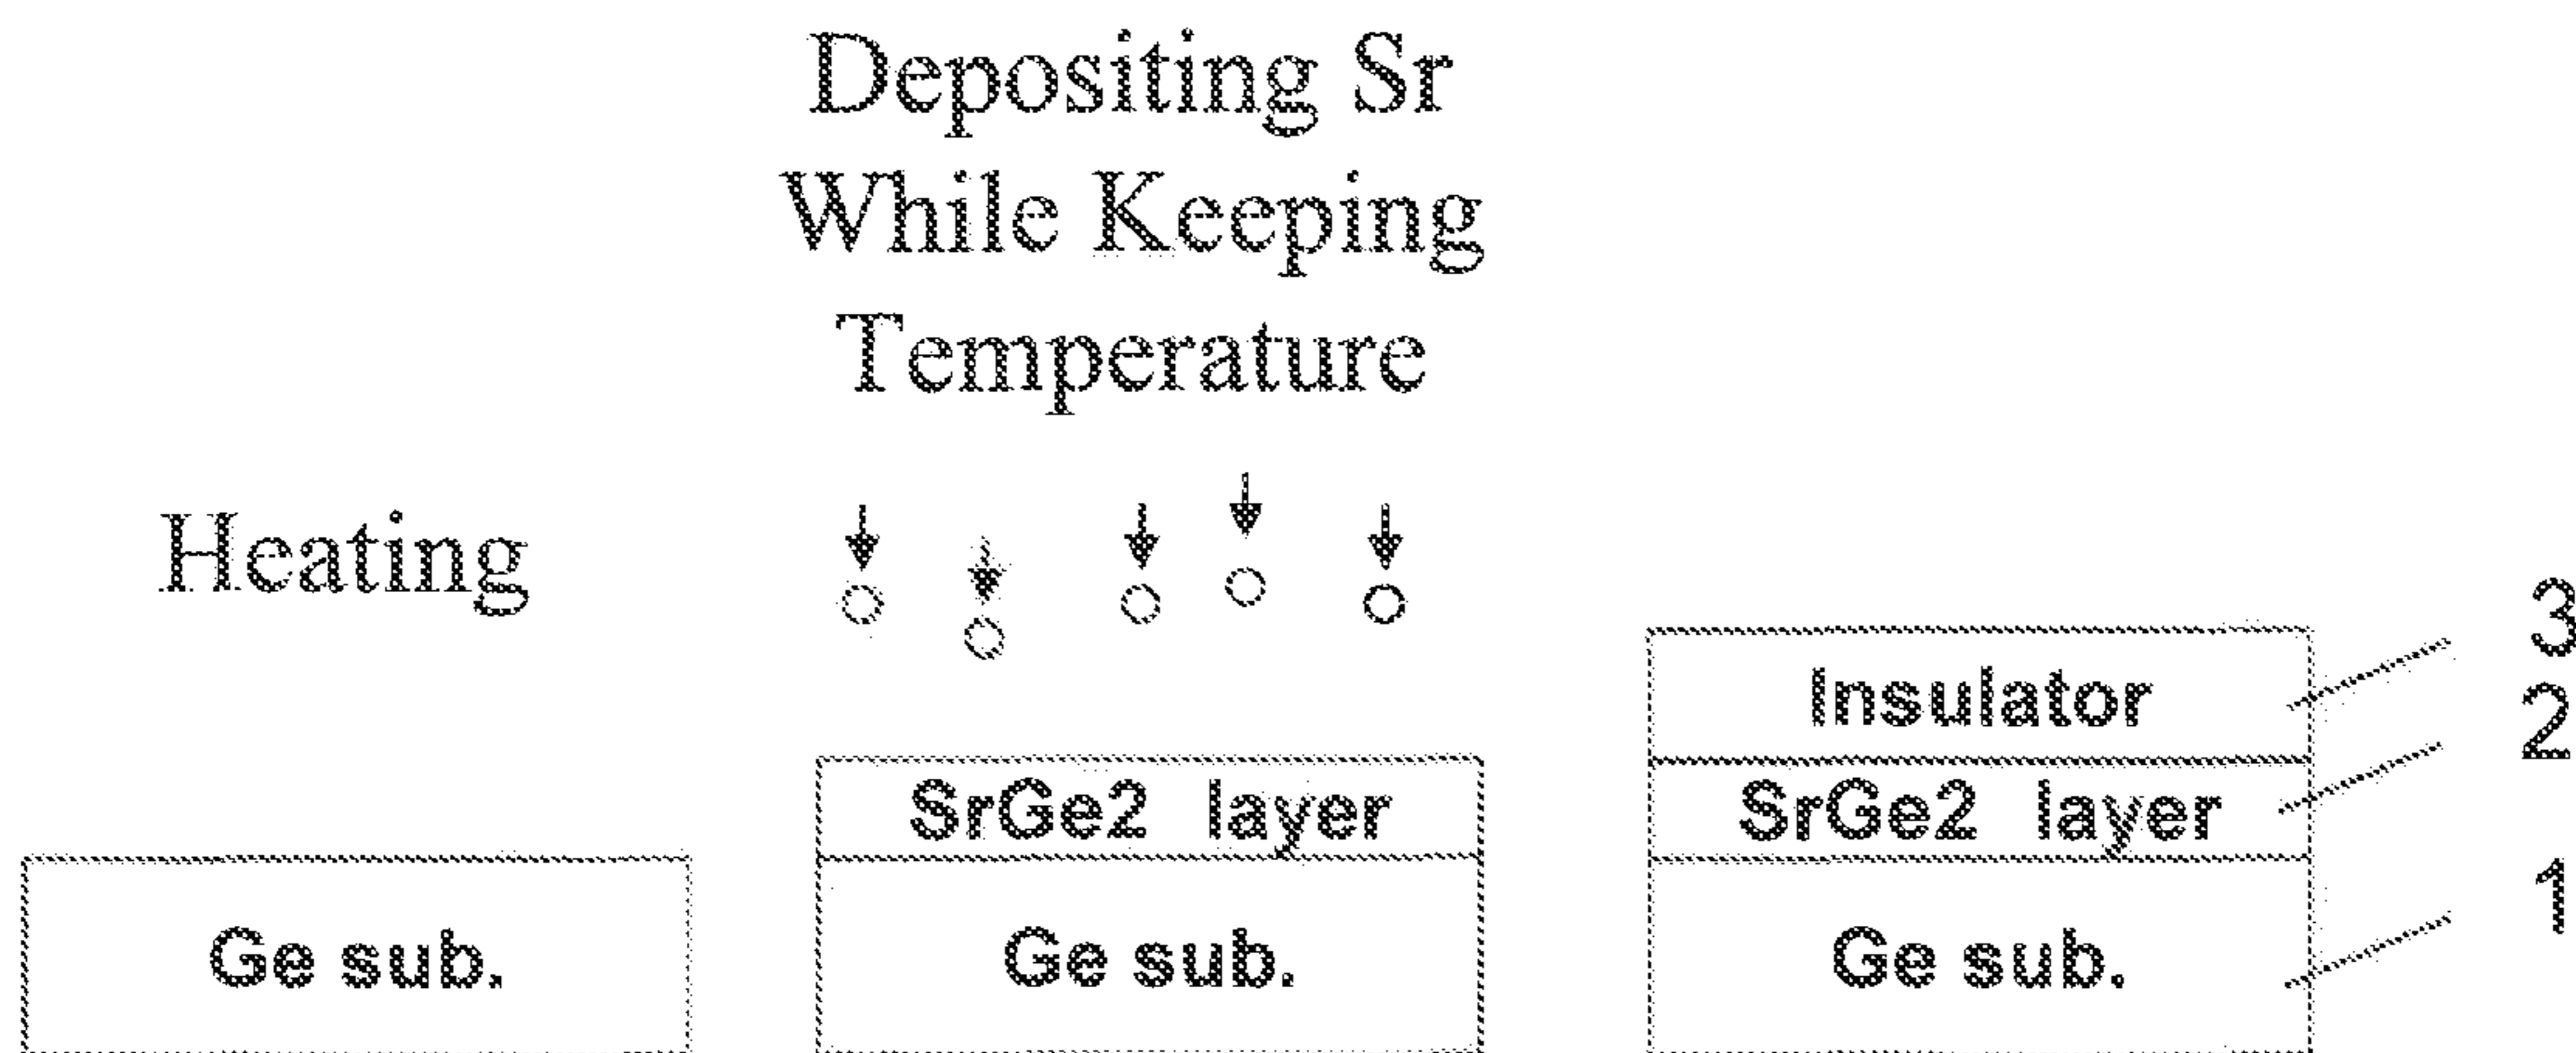 Depositing Sr
While Keeping
Temperature
Heating
Insulator
3
SrGe2 layer
SrGe2 layer
2
Ge sub.
Ge sub.
Ge sub.
1